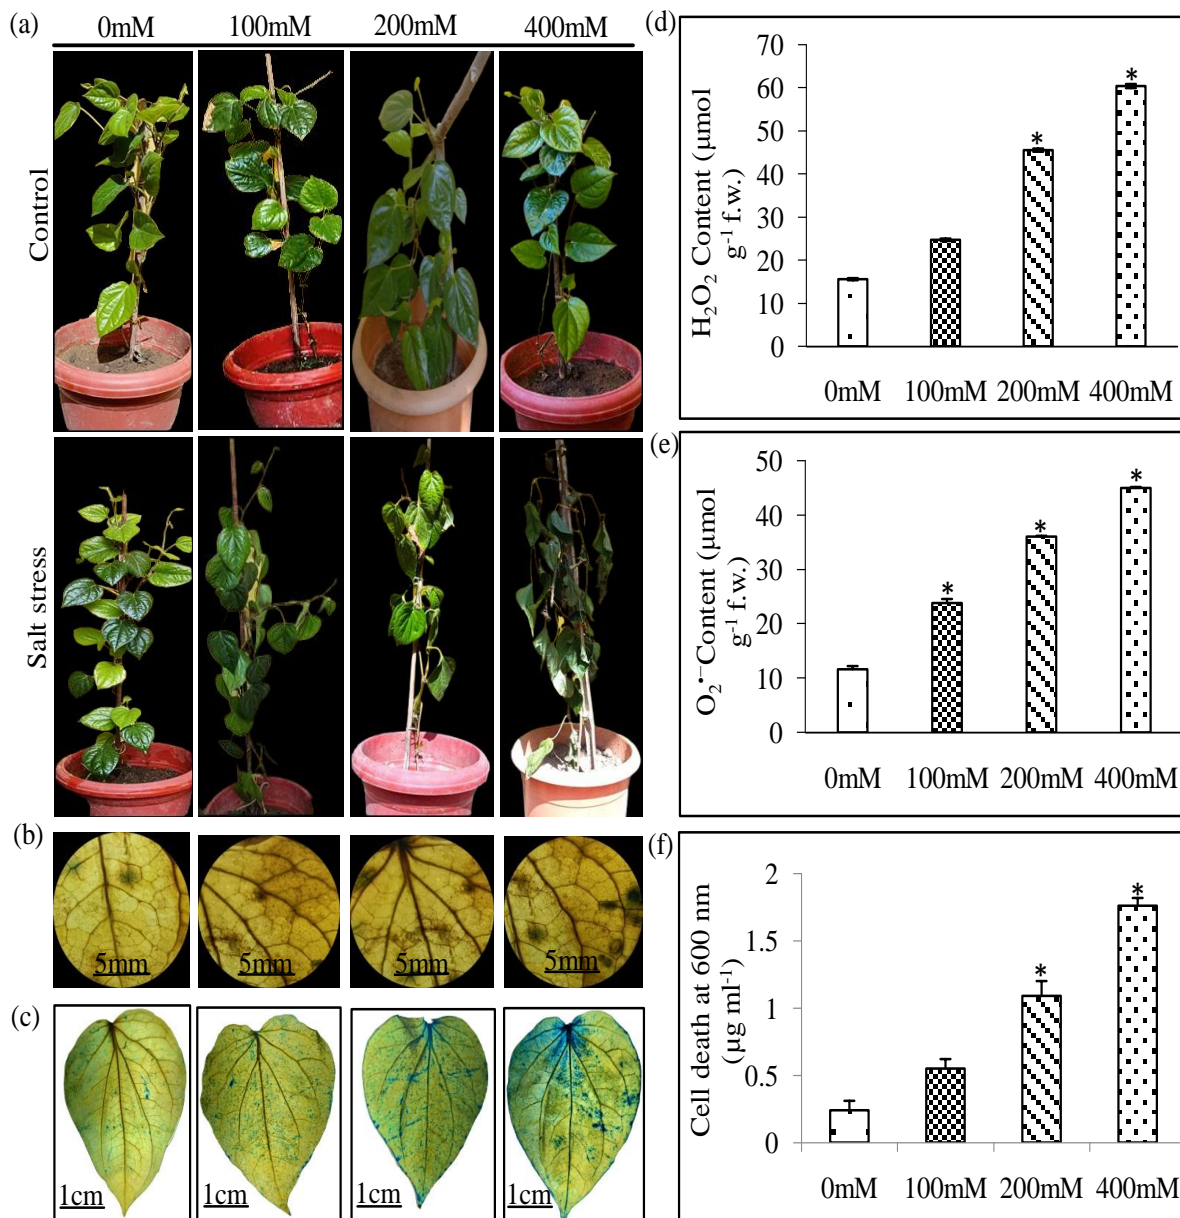 (a)
0mM 100mM 200mM 400mM
Control
Salt stress
(b)
5mm 5mm 5mm 5mm
(c)
1cm 1cm 1cm 1cm
(d)
H₂O₂ Content (µmol
g⁻¹ f.w.)
70
60
50
40
30
20
10
0
*
*
0mM 100mM 200mM 400mM
(e)
O₂•⁻Content (µmol
g⁻¹ f.w.)
50
40
30
20
10
0
*
*
*
0mM 100mM 200mM 400mM
(f)
Cell death at 600 nm
(µg ml⁻¹)
2
1.5
1
0.5
0
*
*
0mM 100mM 200mM 400mM